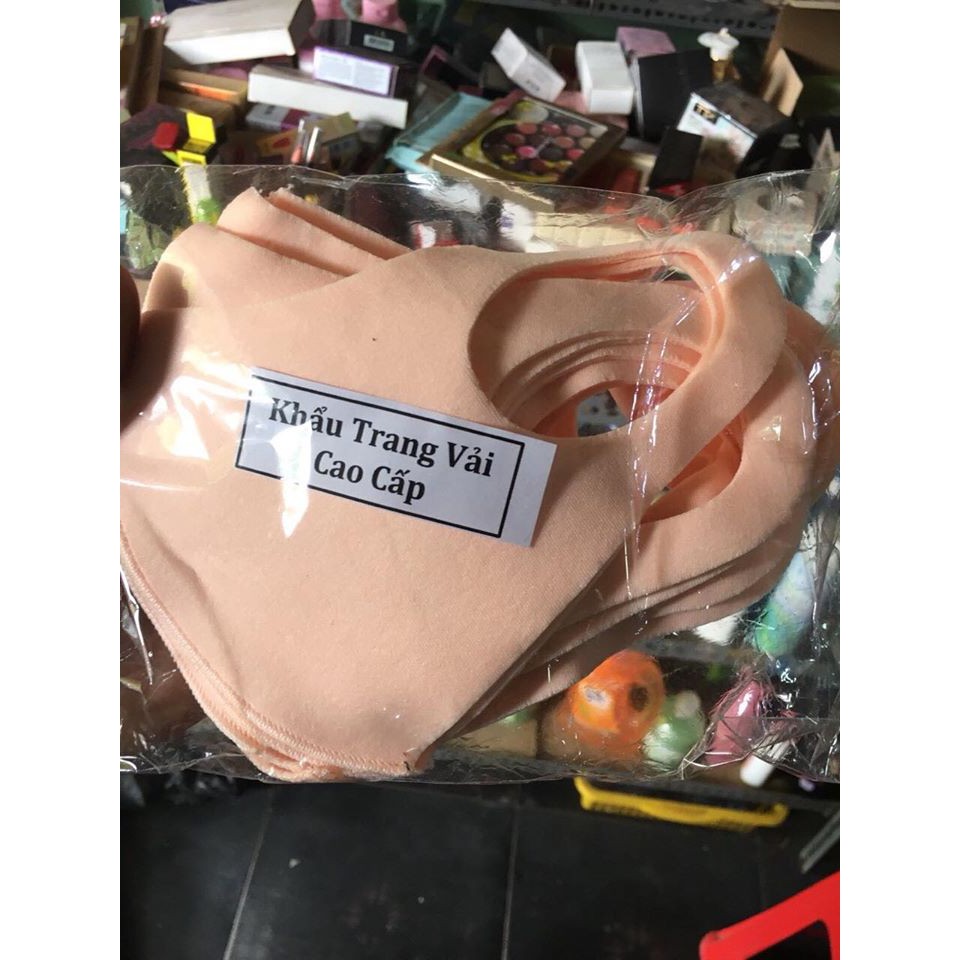 Khẩu Trang Vải
Cao Cấp